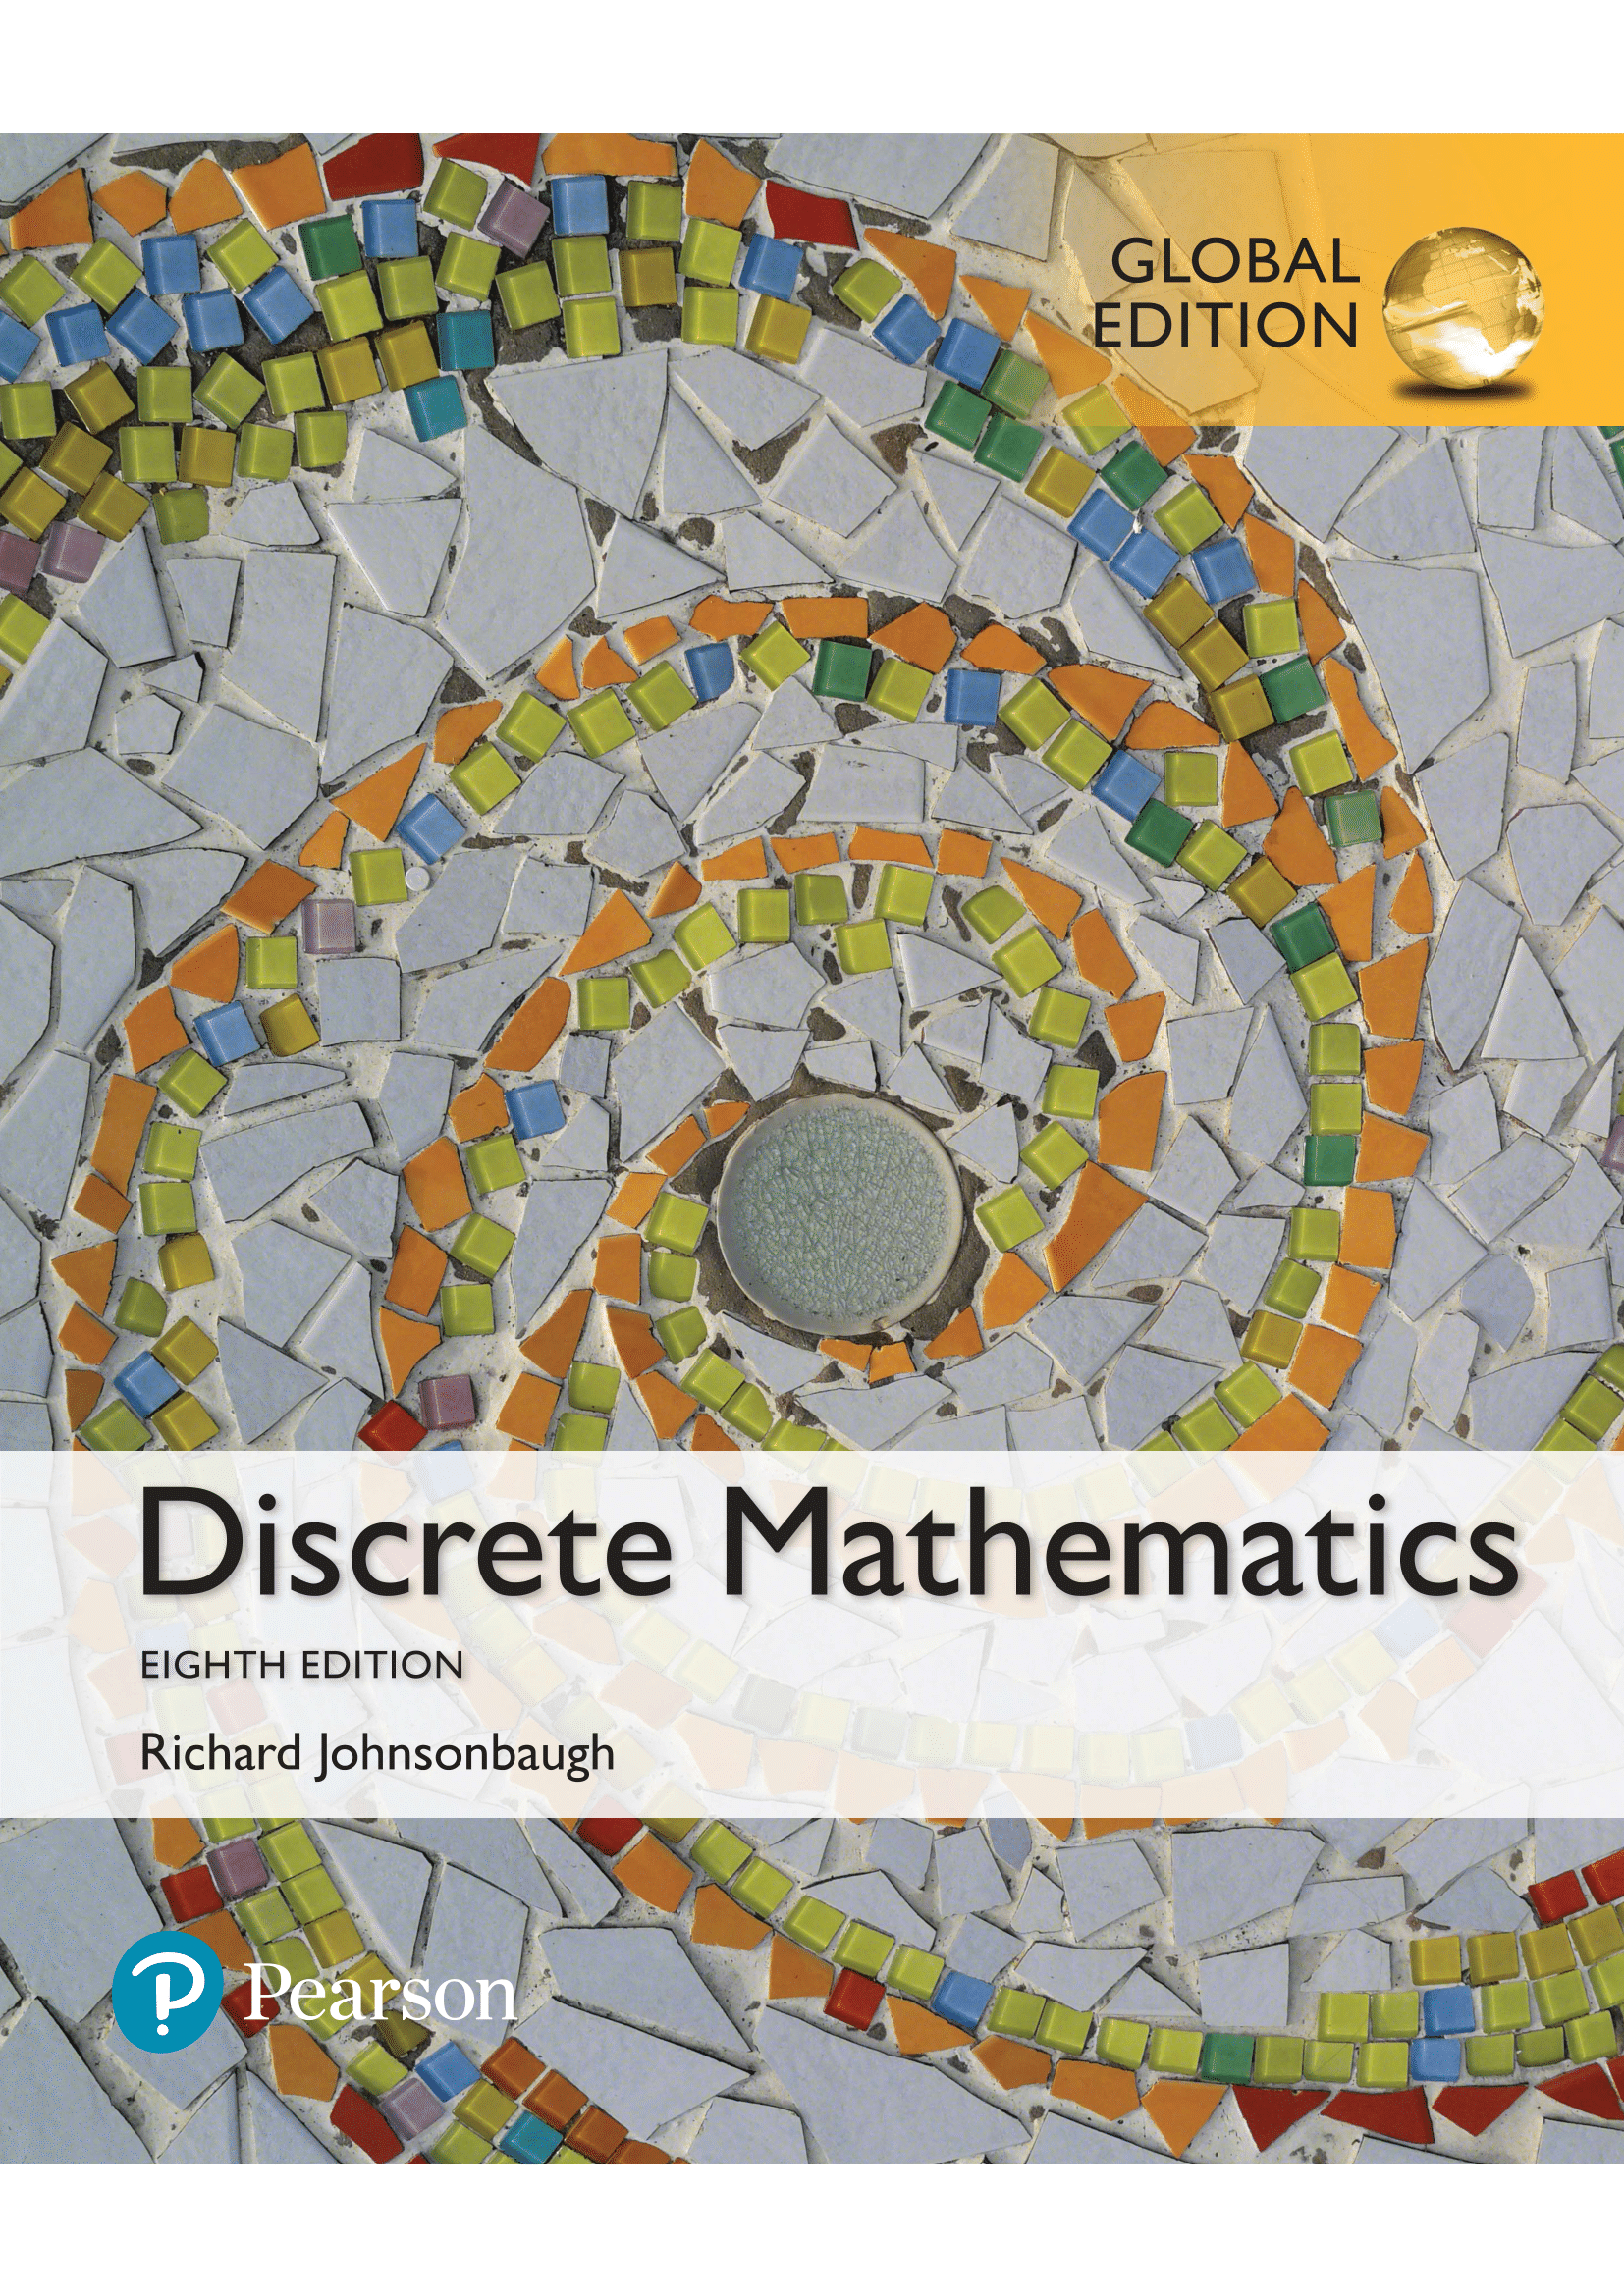 GLOBAL
EDITION
Discrete Mathematics
EIGHTH EDITION
Richard Johnsonbaugh
Pearson